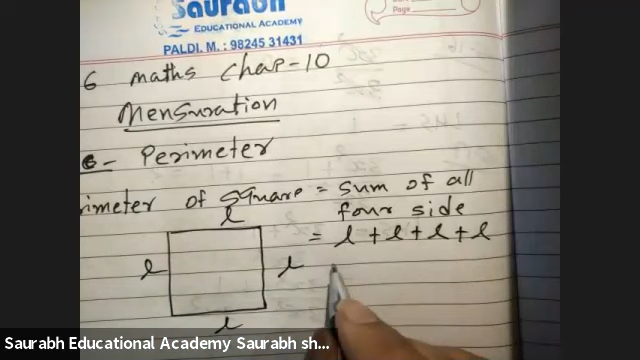 Saurabh
EDUCATIONAL ACADEMY
PALDI. M. : 98245 31431
Page
6 maths chap-10
Mensuration
Perimeter
rimeter of square = sum of all
four side
l
= l + l + l + l
l l
l
Saurabh Educational Academy Saurabh sh...